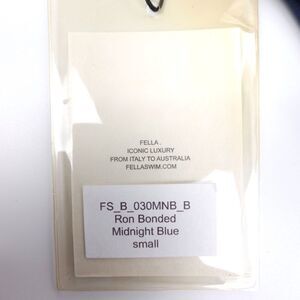 FELLA .
ICONIC LUXURY
FROM ITALY TO AUSTRALIA
FELLASWIM.COM
FS_B_030MNB_B
Ron Bonded
Midnight Blue
small